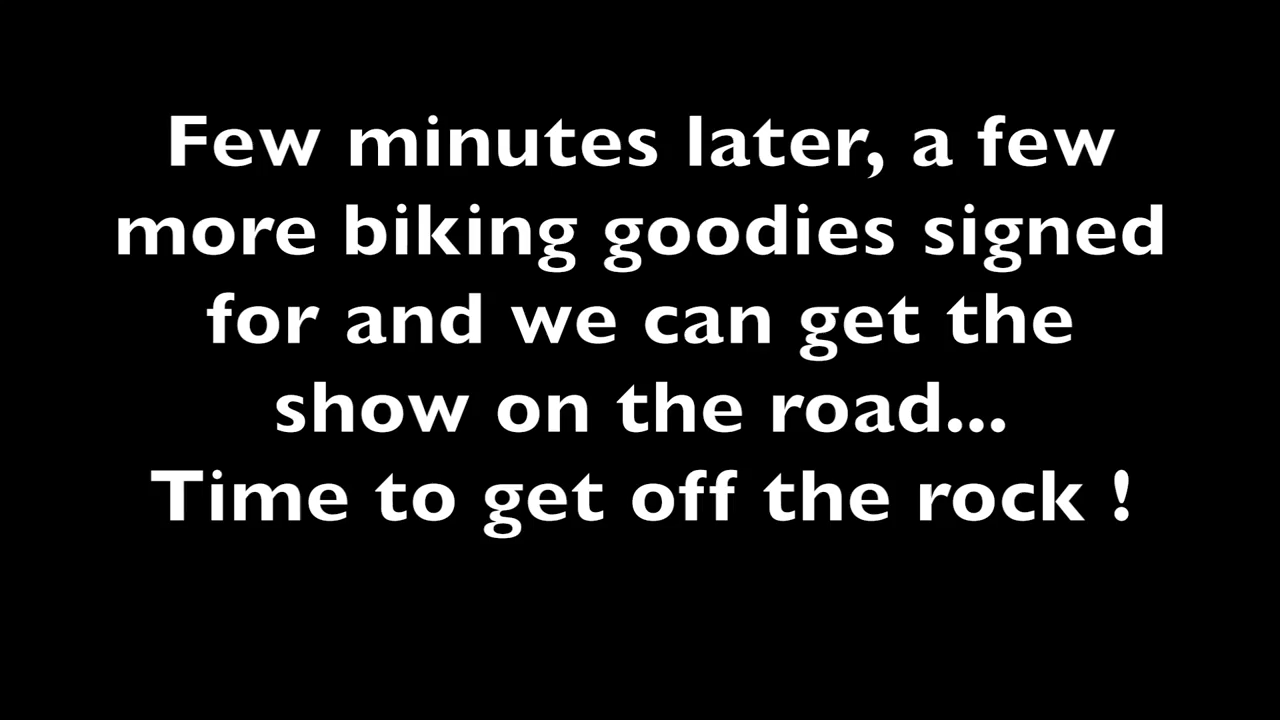 Few minutes later, a few
more biking goodies signed
for and we can get the
show on the road...
Time to get off the rock !